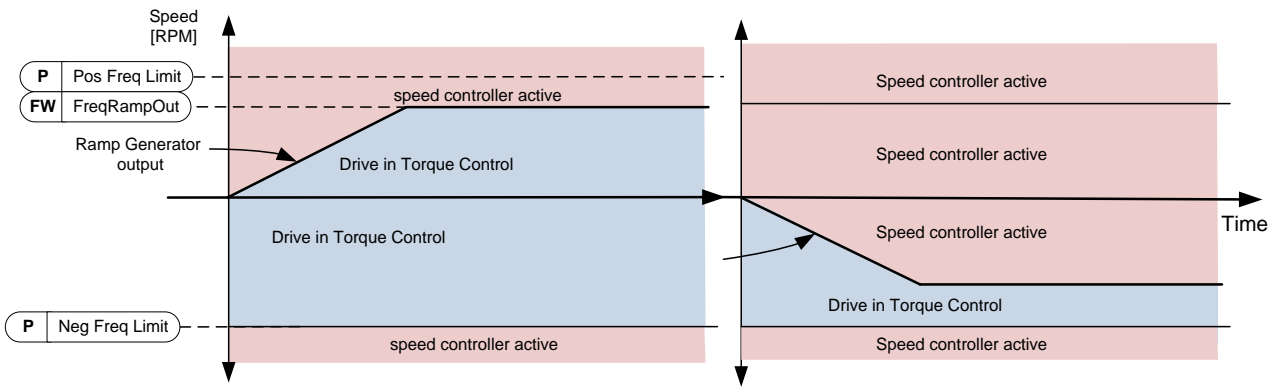 Speed
[RPM]
P Pos Freq Limit
FW FreqRampOut
speed controller active
Ramp Generator
output
Drive in Torque Control
Drive in Torque Control
P Neg Freq Limit
speed controller active
Speed controller active
Speed controller active
Speed controller active
Time
Drive in Torque Control
Speed controller active